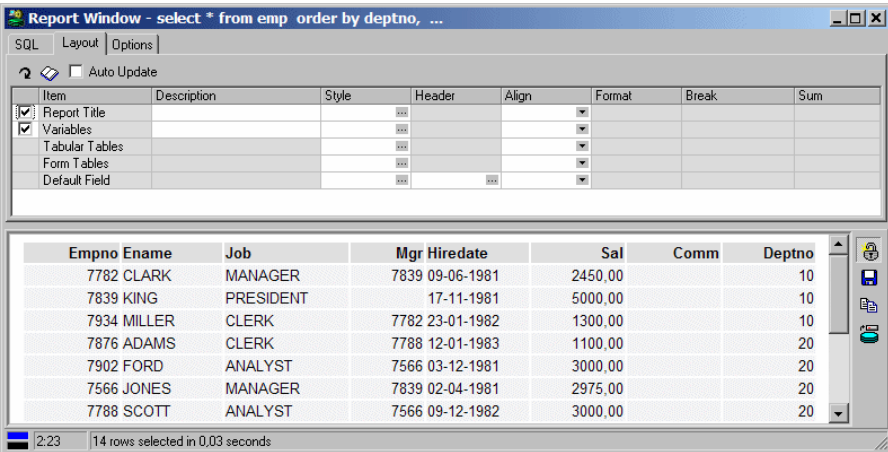 Report Window - select * from emp  order by deptno,  ...
SQL Layout Options
Auto Update
Item Description Style Header Align Format Break Sum
Report Title
Variables
Tabular Tables
Form Tables
Default Field
Empno Ename Job Mgr Hiredate Sal Comm Deptno
7782 CLARK MANAGER 7839 09-06-1981 2450,00 10
7839 KING PRESIDENT 17-11-1981 5000,00 10
7934 MILLER CLERK 7782 23-01-1982 1300,00 10
7876 ADAMS CLERK 7788 12-01-1983 1100,00 20
7902 FORD ANALYST 7566 03-12-1981 3000,00 20
7566 JONES MANAGER 7839 02-04-1981 2975,00 20
7788 SCOTT ANALYST 7566 09-12-1982 3000,00 20
2:23 14 rows selected in 0,03 seconds